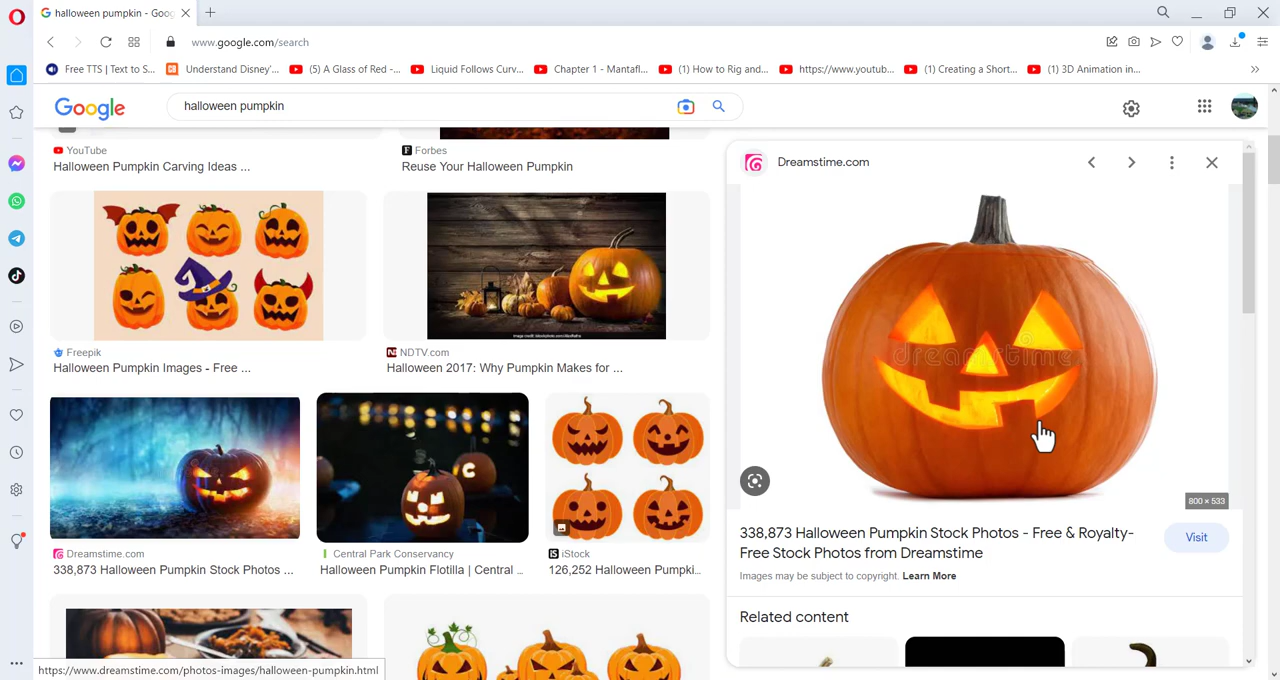 halloween pumpkin - Goo
www.google.com/search
Free TTS | Text to S...
Understand Disney'...
(5) A Glass of Red -...
Liquid Follows Curv...
Chapter 1 - Mantafl...
(1) How to Rig and...
https://www.youtub...
(1) Creating a Short...
(1) 3D Animation in...
Google
halloween pumpkin
YouTube
Halloween Pumpkin Carving Ideas ...
Forbes
Reuse Your Halloween Pumpkin
Freepik
Halloween Pumpkin Images - Free ...
NDTV.com
Halloween 2017: Why Pumpkin Makes for ...
Dreamstime.com
338,873 Halloween Pumpkin Stock Photos ...
Central Park Conservancy
Halloween Pumpkin Flotilla | Central ...
iStock
126,252 Halloween Pumpki...
https://www.dreamstime.com/photos-images/halloween-pumpkin.html
Dreamstime.com
dreamstime
800 × 533
338,873 Halloween Pumpkin Stock Photos - Free & Royalty-
Free Stock Photos from Dreamstime
Visit
Images may be subject to copyright. Learn More
Related content